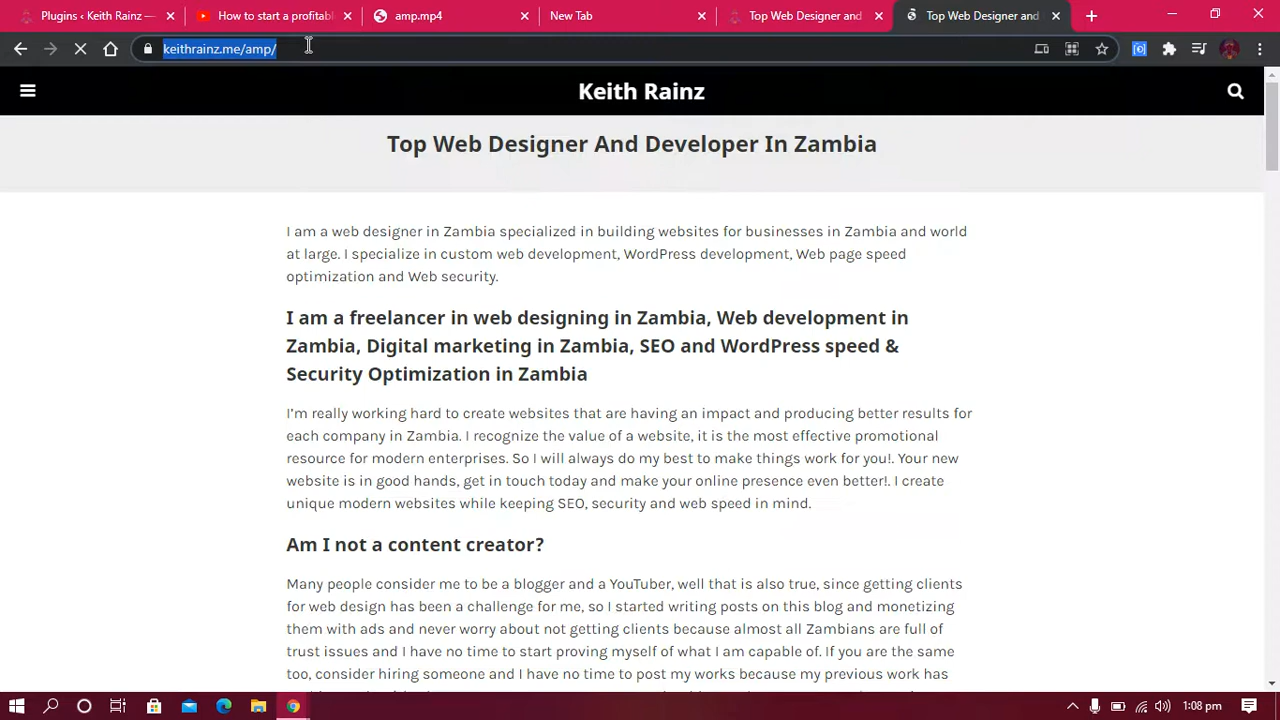 Plugins ‹ Keith Rainz —
How to start a profitabl
amp.mp4
New Tab
Top Web Designer and
Top Web Designer and
keithrainz.me/amp/
Keith Rainz
Top Web Designer And Developer In Zambia
I am a web designer in Zambia specialized in building websites for businesses in Zambia and world
at large. I specialize in custom web development, WordPress development, Web page speed
optimization and Web security.
I am a freelancer in web designing in Zambia, Web development in
Zambia, Digital marketing in Zambia, SEO and WordPress speed &
Security Optimization in Zambia
I’m really working hard to create websites that are having an impact and producing better results for
each company in Zambia. I recognize the value of a website, it is the most effective promotional
resource for modern enterprises. So I will always do my best to make things work for you!. Your new
website is in good hands, get in touch today and make your online presence even better!. I create
unique modern websites while keeping SEO, security and web speed in mind.
Am I not a content creator?
Many people consider me to be a blogger and a YouTuber, well that is also true, since getting clients
for web design has been a challenge for me, so I started writing posts on this blog and monetizing
them with ads and never worry about not getting clients because almost all Zambians are full of
trust issues and I have no time to start proving myself of what I am capable of. If you are the same
too, consider hiring someone and I have no time to post my works because my previous work has
1:08 pm